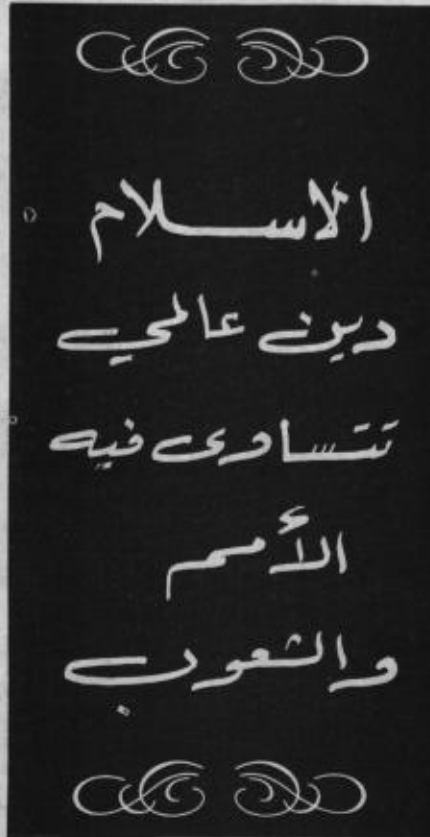 الاسلام
دين عالمي
تتساوى فيه
الأمم
والشعوب